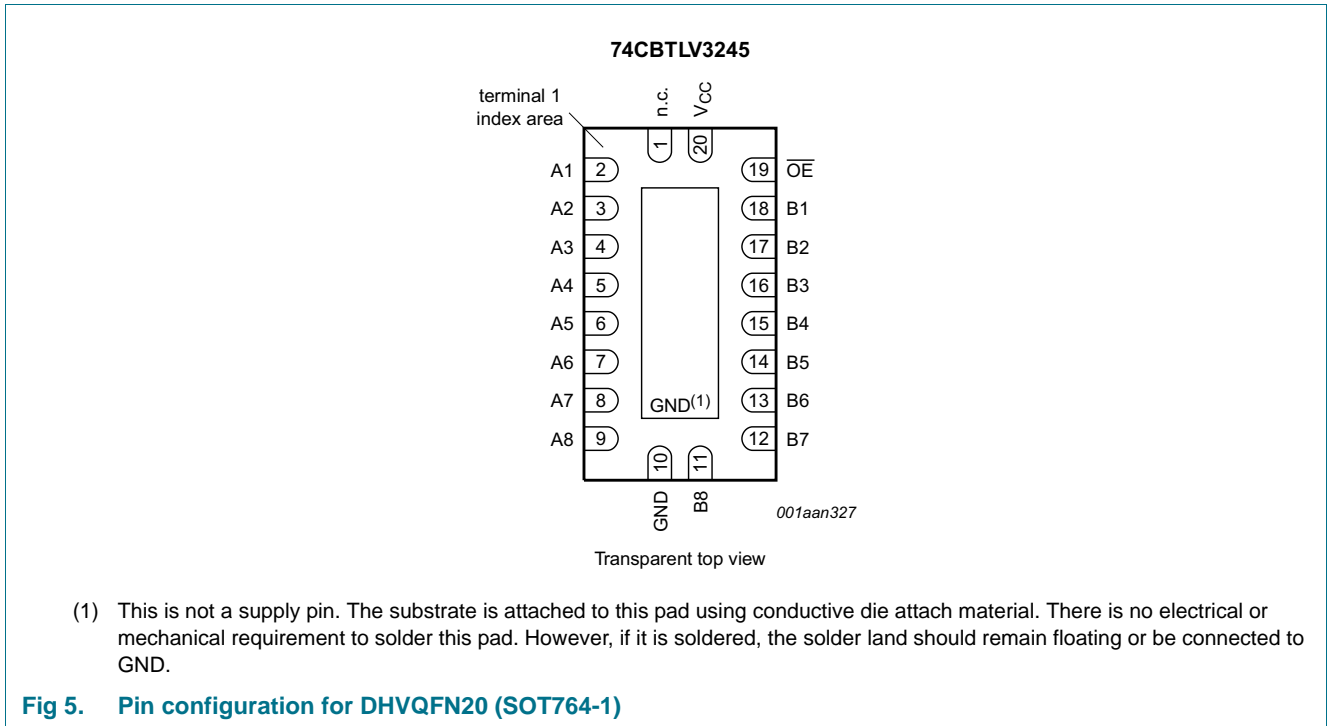 74CBTLV3245
terminal 1
index area
n.c.
VCC
1
20
A1 2
19 OE
A2 3
18 B1
A3 4
17 B2
A4 5
16 B3
A5 6
15 B4
A6 7
14 B5
A7 8
GND(1)
13 B6
A8 9
12 B7
10
11
GND
B8
001aan327
Transparent top view
(1) This is not a supply pin. The substrate is attached to this pad using conductive die attach material. There is no electrical or
mechanical requirement to solder this pad. However, if it is soldered, the solder land should remain floating or be connected to
GND.
Fig 5. Pin configuration for DHVQFN20 (SOT764-1)